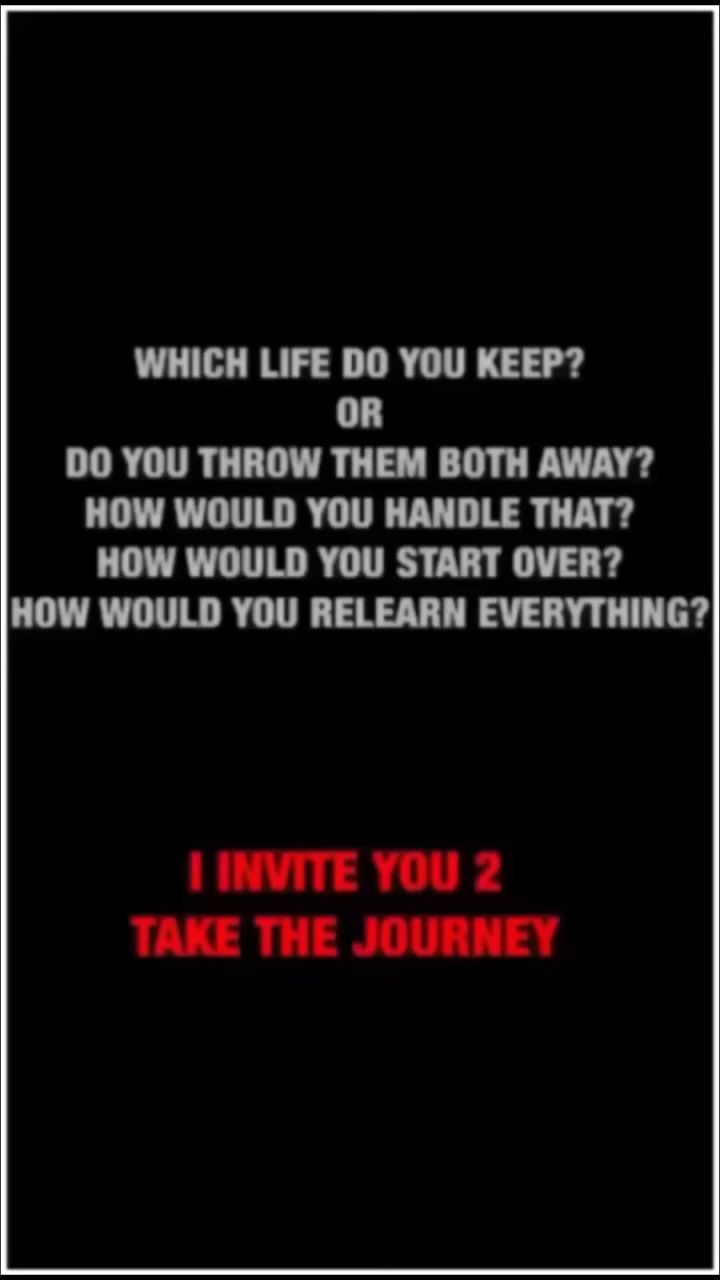 WHICH LIFE DO YOU KEEP?
OR
DO YOU THROW THEM BOTH AWAY?
HOW WOULD YOU HANDLE THAT?
HOW WOULD YOU START OVER?
HOW WOULD YOU RELEARN EVERYTHING?
I INVITE YOU 2
TAKE THE JOURNEY